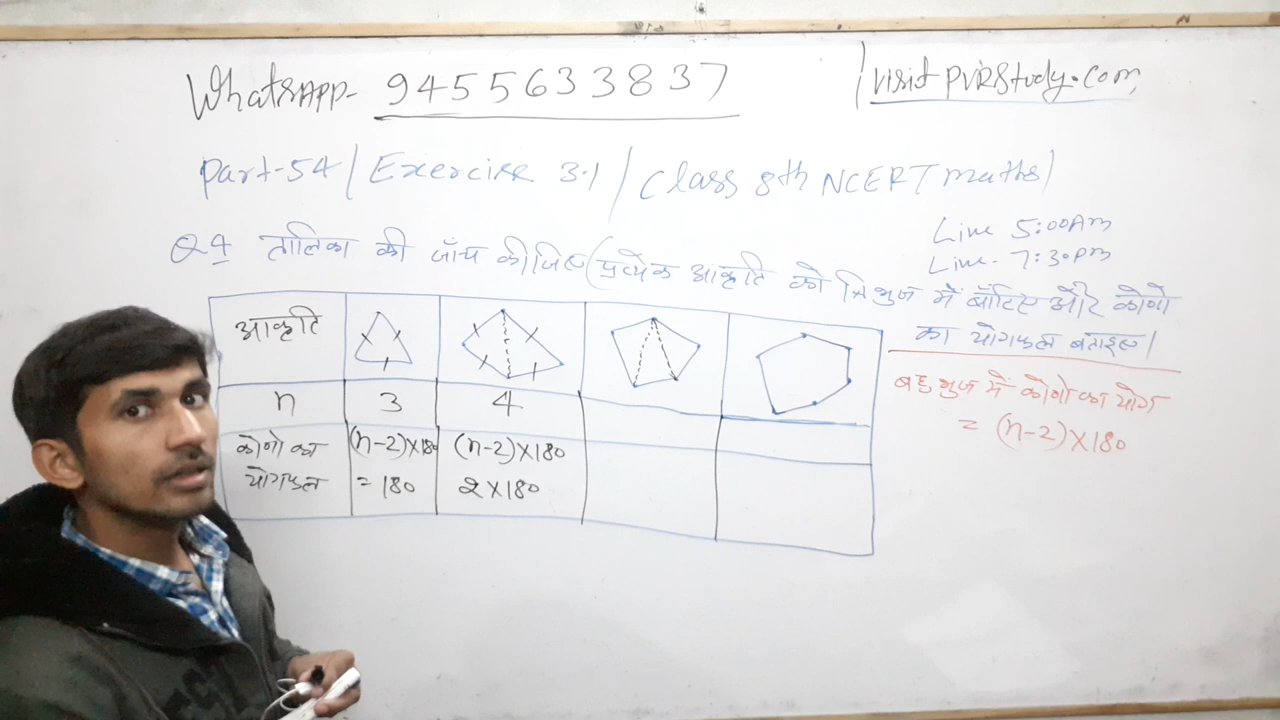 WhatsApp- 9455633837
visit PVRStudy.com
Part-54 / Exercise 3.1 / Class 8th NCERT maths /
Live 5:00Am
Live- 7:30pm
Q4 तालिका की जाँच कीजिए (प्रत्येक आकृति को त्रिभुज में बाँटिए और कोणो
का योगफल बताइए।
आकृति
n 3 4
कोणो का (n-2)×180 (n-2)×180
योगफल = 180 2×180
बहुभुज में कोणो का योग
= (n-2)×180